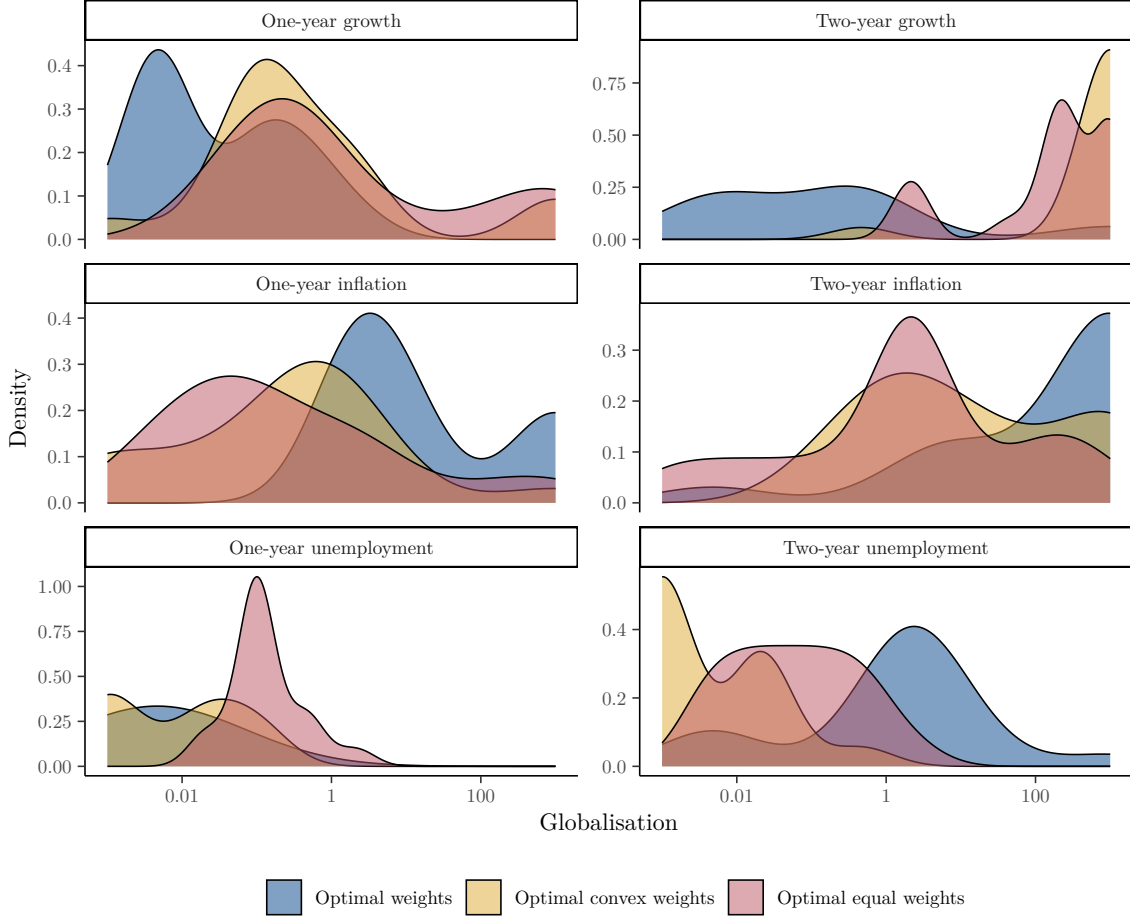 One-year growth
Two-year growth
0.4
0.3
0.2
0.1
0.0
0.75
0.50
0.25
0.00
One-year inflation
Two-year inflation
0.4
0.3
0.2
0.1
0.0
0.3
0.2
0.1
0.0
Density
One-year unemployment
Two-year unemployment
1.00
0.75
0.50
0.25
0.00
0.4
0.2
0.0
0.01
1
100
0.01
1
100
Globalisation
Optimal weights
Optimal convex weights
Optimal equal weights